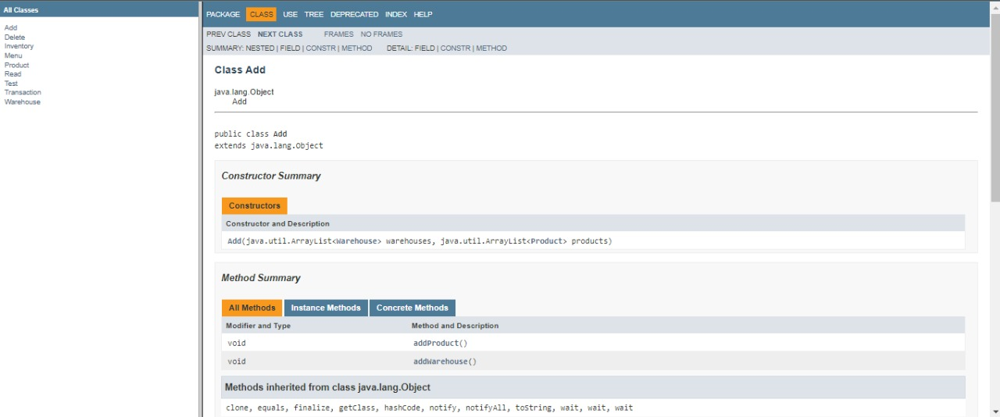 All Classes
Add
Delete
Inventory
Menu
Product
Read
Test
Transaction
Warehouse
PACKAGE CLASS USE TREE DEPRECATED INDEX HELP
PREV CLASS NEXT CLASS FRAMES NO FRAMES
SUMMARY: NESTED | FIELD | CONSTR | METHOD DETAIL: FIELD | CONSTR | METHOD
Class Add
java.lang.Object
Add
public class Add
extends java.lang.Object
Constructor Summary
Constructors
Constructor and Description
Add(java.util.ArrayList<Warehouse> warehouses, java.util.ArrayList<Product> products)
Method Summary
All Methods Instance Methods Concrete Methods
Modifier and Type Method and Description
void addProduct()
void addWarehouse()
Methods inherited from class java.lang.Object
clone, equals, finalize, getClass, hashCode, notify, notifyAll, toString, wait, wait, wait